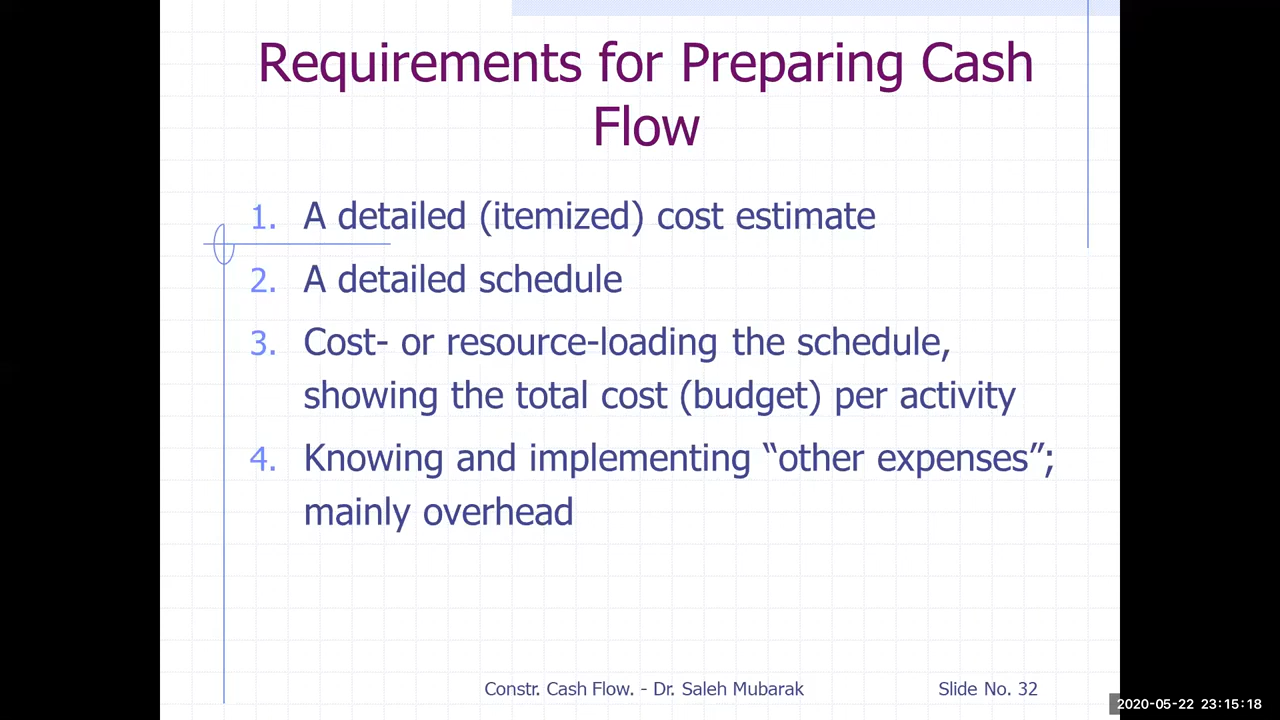 Requirements for Preparing Cash
Flow
1. A detailed (itemized) cost estimate
2. A detailed schedule
3. Cost- or resource-loading the schedule,
showing the total cost (budget) per activity
4. Knowing and implementing “other expenses”;
mainly overhead
Constr. Cash Flow. - Dr. Saleh Mubarak
Slide No. 32
2020-05-22 23:15:18